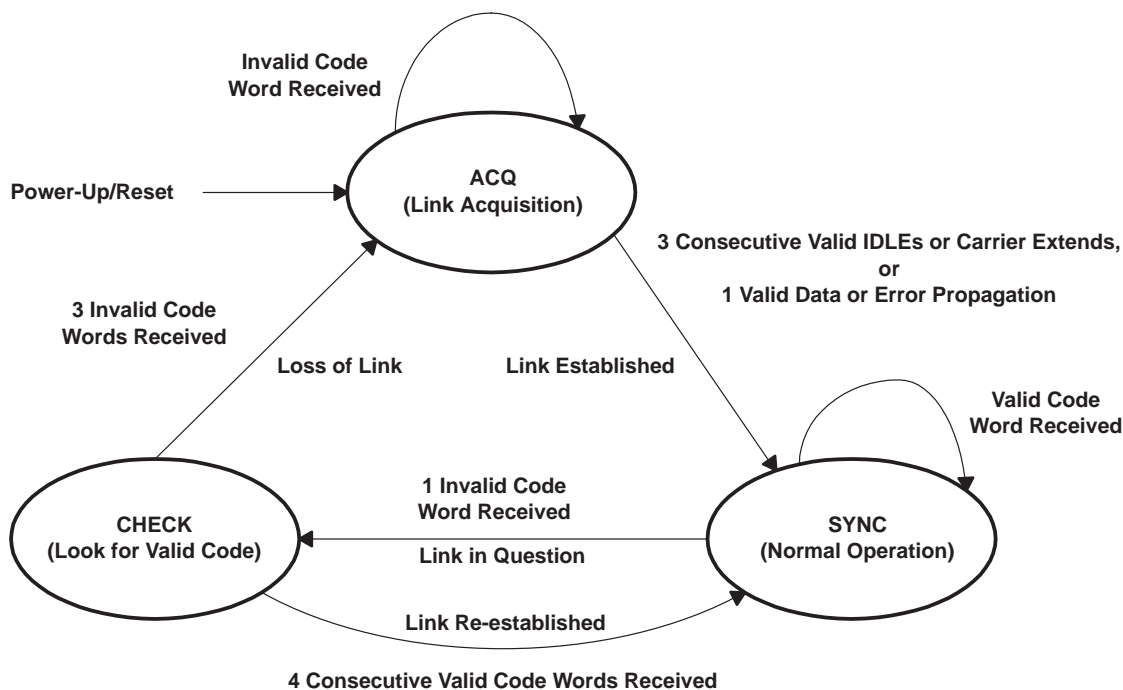 Invalid Code
Word Received
ACQ
(Link Acquisition)
Power-Up/Reset
3 Consecutive Valid IDLEs or Carrier Extends,
or
1 Valid Data or Error Propagation
3 Invalid Code
Words Received
Loss of Link
Link Established
Valid Code
Word Received
1 Invalid Code
Word Received
CHECK
(Look for Valid Code)
SYNC
(Normal Operation)
Link in Question
Link Re-established
4 Consecutive Valid Code Words Received